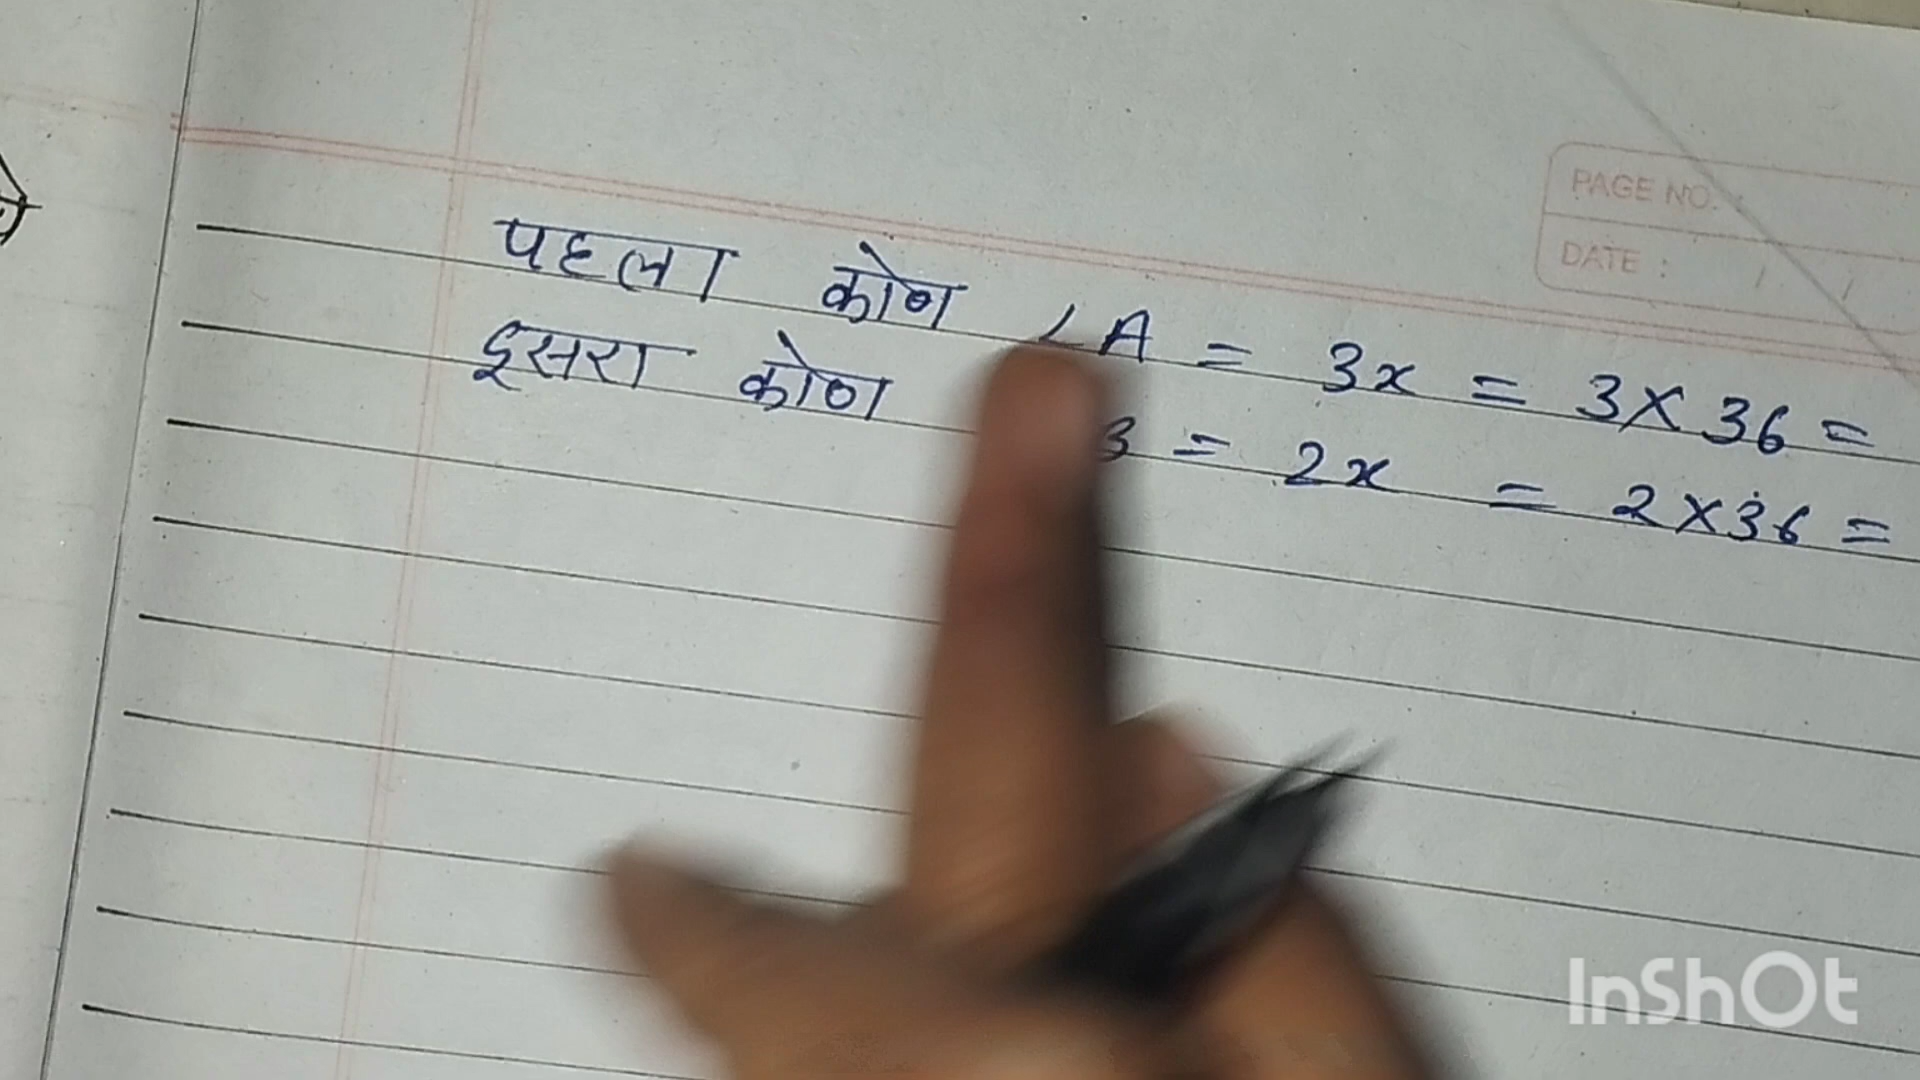 PAGE NO. :
DATE : / /
पहला कोण ∠A = 3x = 3×36 =
दूसरा कोण B = 2x = 2×36 =
InShOt